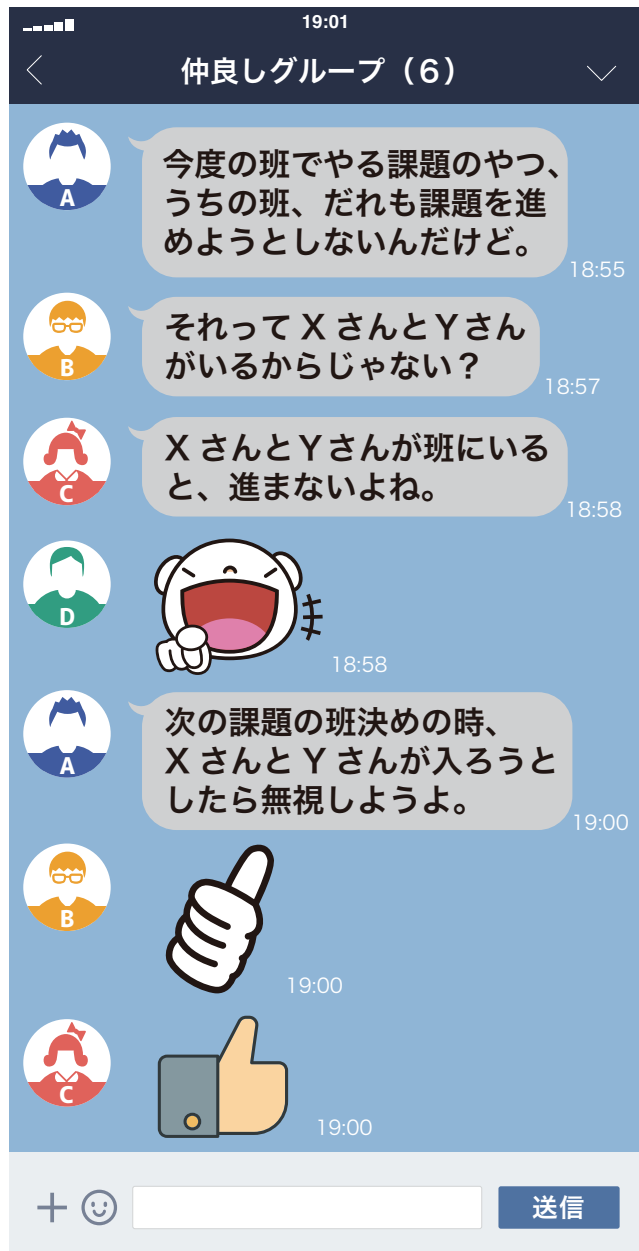 19:01
仲良しグループ（6）
A
今度の班でやる課題のやつ、
うちの班、だれも課題を進
めようとしないんだけど。
18:55
B
それって X さんとＹさん
がいるからじゃない？
18:57
C
X さんとＹさんが班にいる
と、進まないよね。
18:58
D
18:58
A
次の課題の班決めの時、
X さんと Y さんが入ろうと
したら無視しようよ。
19:00
B
19:00
C
19:00
送信